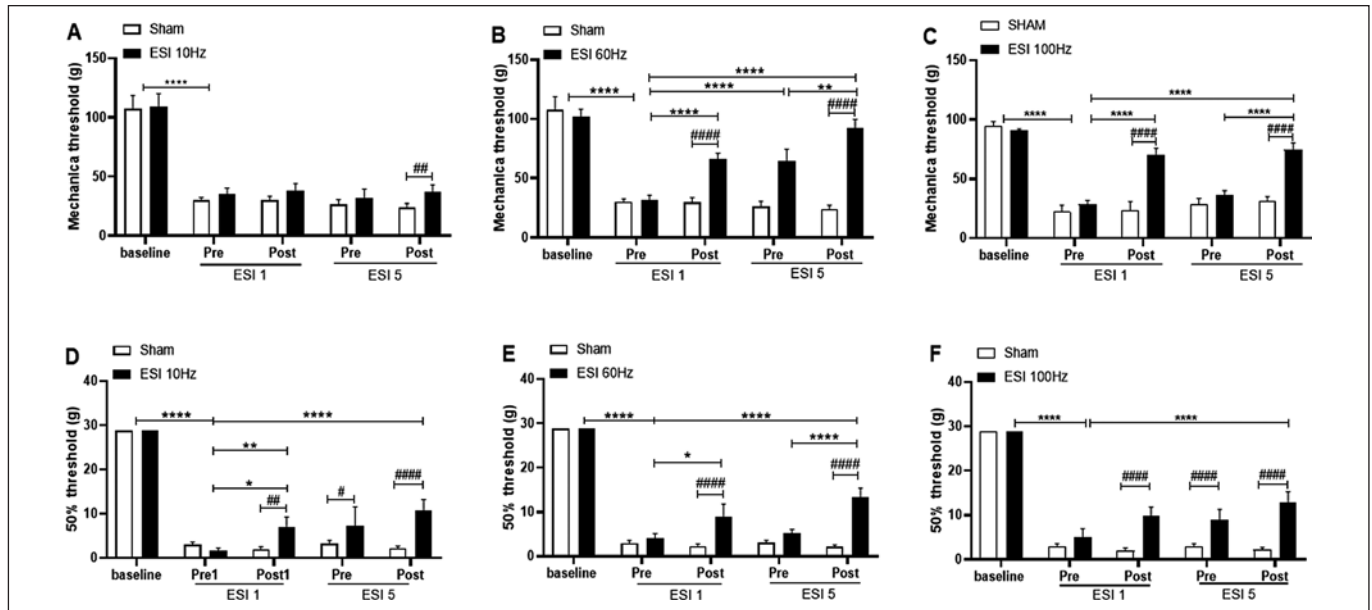 A
Sham
ESI 10Hz
Mechanica threshold (g)
150
100
50
0
****
##
baseline
Pre
Post
Pre
Post
ESI 1
ESI 5
B
Sham
ESI 60Hz
Mechanica threshold (g)
150
100
50
0
****
****
****
**
****
####
####
baseline
Pre
Post
Pre
Post
ESI 1
ESI 5
C
SHAM
ESI 100Hz
Mechanica threshold (g)
150
100
50
0
****
****
****
****
####
####
baseline
Pre
Post
Pre
Post
ESI 1
ESI 5
D
Sham
ESI 10Hz
50% threshold (g)
40
30
20
10
0
****
****
**
*
##
#
####
baseline
Pre1
Post1
Pre
Post
ESI 1
ESI 5
E
Sham
ESI 60Hz
50% threshold (g)
40
30
20
10
0
****
****
****
*
####
####
baseline
Pre
Post
Pre
Post
ESI 1
ESI 5
F
Sham
ESI 100Hz
50% threshold (g)
40
30
20
10
0
****
****
####
####
####
baseline
Pre
Post
Pre
Post
ESI 1
ESI 5